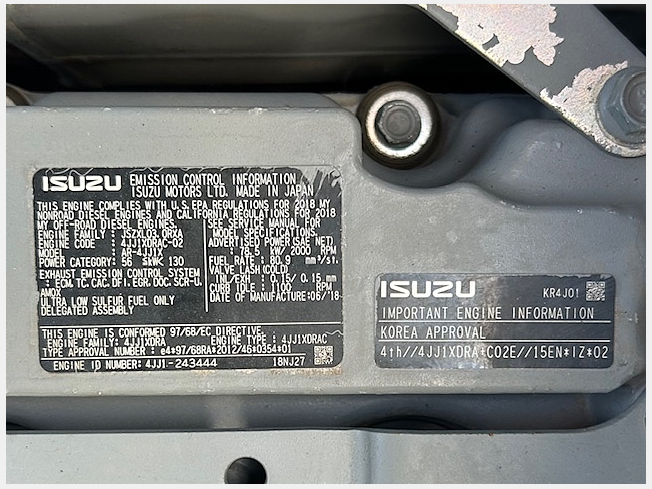 ISUZU EMISSION CONTROL INFORMATION
ISUZU MOTORS LTD. MADE IN JAPAN
THIS ENGINE COMPLIES WITH U.S. EPA REGULATIONS FOR 2018 MY
NONROAD DIESEL ENGINES AND CALIFORNIA REGULATIONS FOR 2018
MY OFF-ROAD DIESEL ENGINES. SEE SERVICE MANUAL FOR
ENGINE FAMILY : JSZXL03.0RXA MODEL SPECIFICATIONS.
ENGINE CODE : 4JJ1XDRAC-02 ADVERTISED POWER(SAE NET)
MODEL : AR-4JJ1X : 78.5 kW/ 2000 RPM
POWER CATEGORY: 56 ≤kW< 130 FUEL RATE : 80.9 mm³/st.
EXHAUST EMISSION CONTROL SYSTEM VALVE LASH(COLD)
: ECM, TC, CAC, DFI, EGR, DOC, SCR-U, INL/EXH : 0.15/ 0.15 mm
AMOX CURB IDLE : 1100 RPM
ULTRA LOW SULFUR FUEL ONLY DATE OF MANUFACTURE:06/'18
DELEGATED ASSEMBLY
THIS ENGINE IS CONFORMED 97/68/EC DIRECTIVE.
ENGINE FAMILY: 4JJ1XDRA ENGINE TYPE : 4JJ1XDRAC
TYPE APPROVAL NUMBER : e4*97/68RA*2012/46*0354*01
ENGINE ID NUMBER: 4JJ1-243444 18NJ27
ISUZU KR4J01
IMPORTANT ENGINE INFORMATION
KOREA APPROVAL
4th//4JJ1XDRA*C02E//15EN*IZ*02